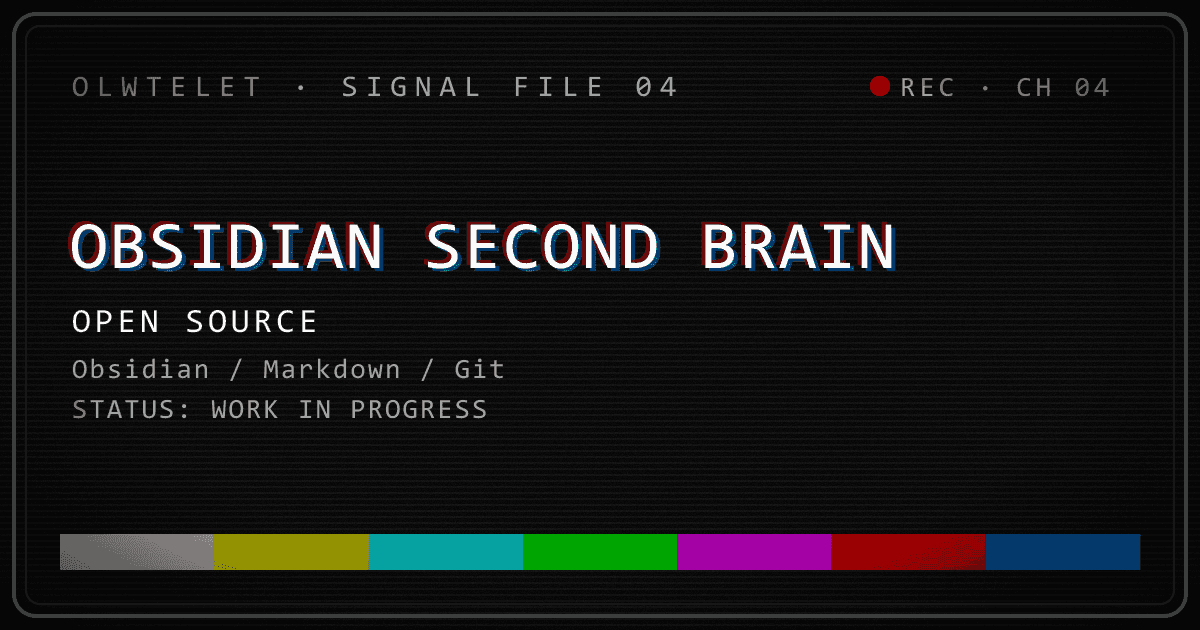 OLWTELET · SIGNAL FILE 04
REC · CH 04
OBSIDIAN SECOND BRAIN
OPEN SOURCE
Obsidian / Markdown / Git
STATUS: WORK IN PROGRESS